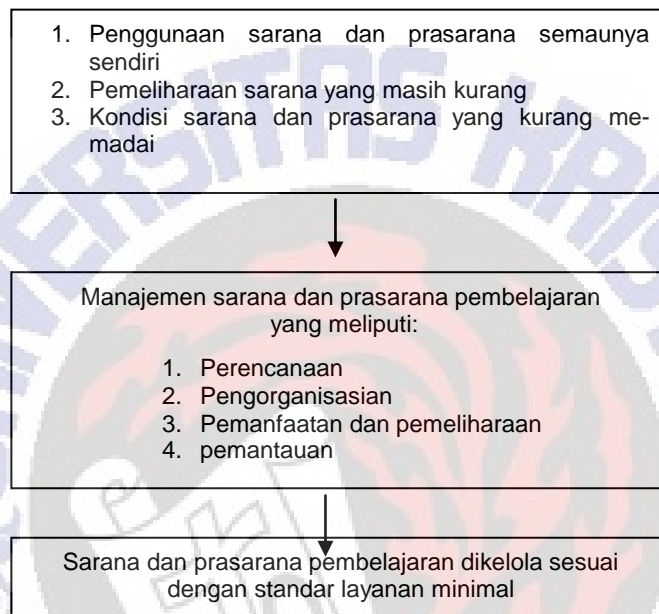 1. Penggunaan sarana dan prasarana semaunya
sendiri
2. Pemeliharaan sarana yang masih kurang
3. Kondisi sarana dan prasarana yang kurang me-
madai
Manajemen sarana dan prasarana pembelajaran
yang meliputi:
1. Perencanaan
2. Pengorganisasian
3. Pemanfaatan dan pemeliharaan
4. pemantauan
Sarana dan prasarana pembelajaran dikelola sesuai
dengan standar layanan minimal